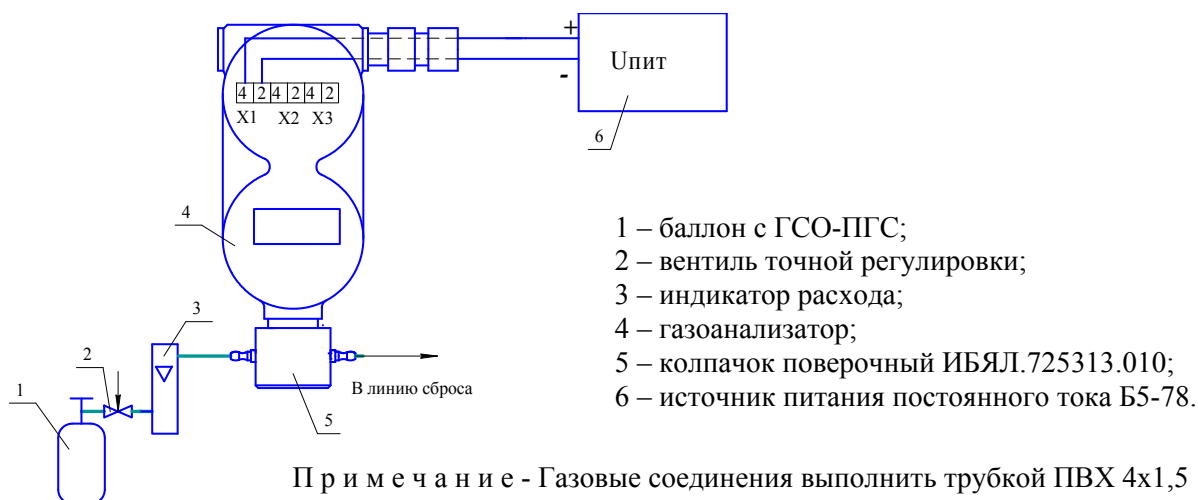 +
Uпит
-
4 2 4 2 4 2
X1 X2 X3
6
4
1 – баллон с ГСО-ПГС;
2 – вентиль точной регулировки;
3 – индикатор расхода;
4 – газоанализатор;
5 – колпачок поверочный ИБЯЛ.725313.010;
6 – источник питания постоянного тока Б5-78.
3
2
1
В линию сброса
5
П р и м е ч а н и е - Газовые соединения выполнить трубкой ПВХ 4х1,5